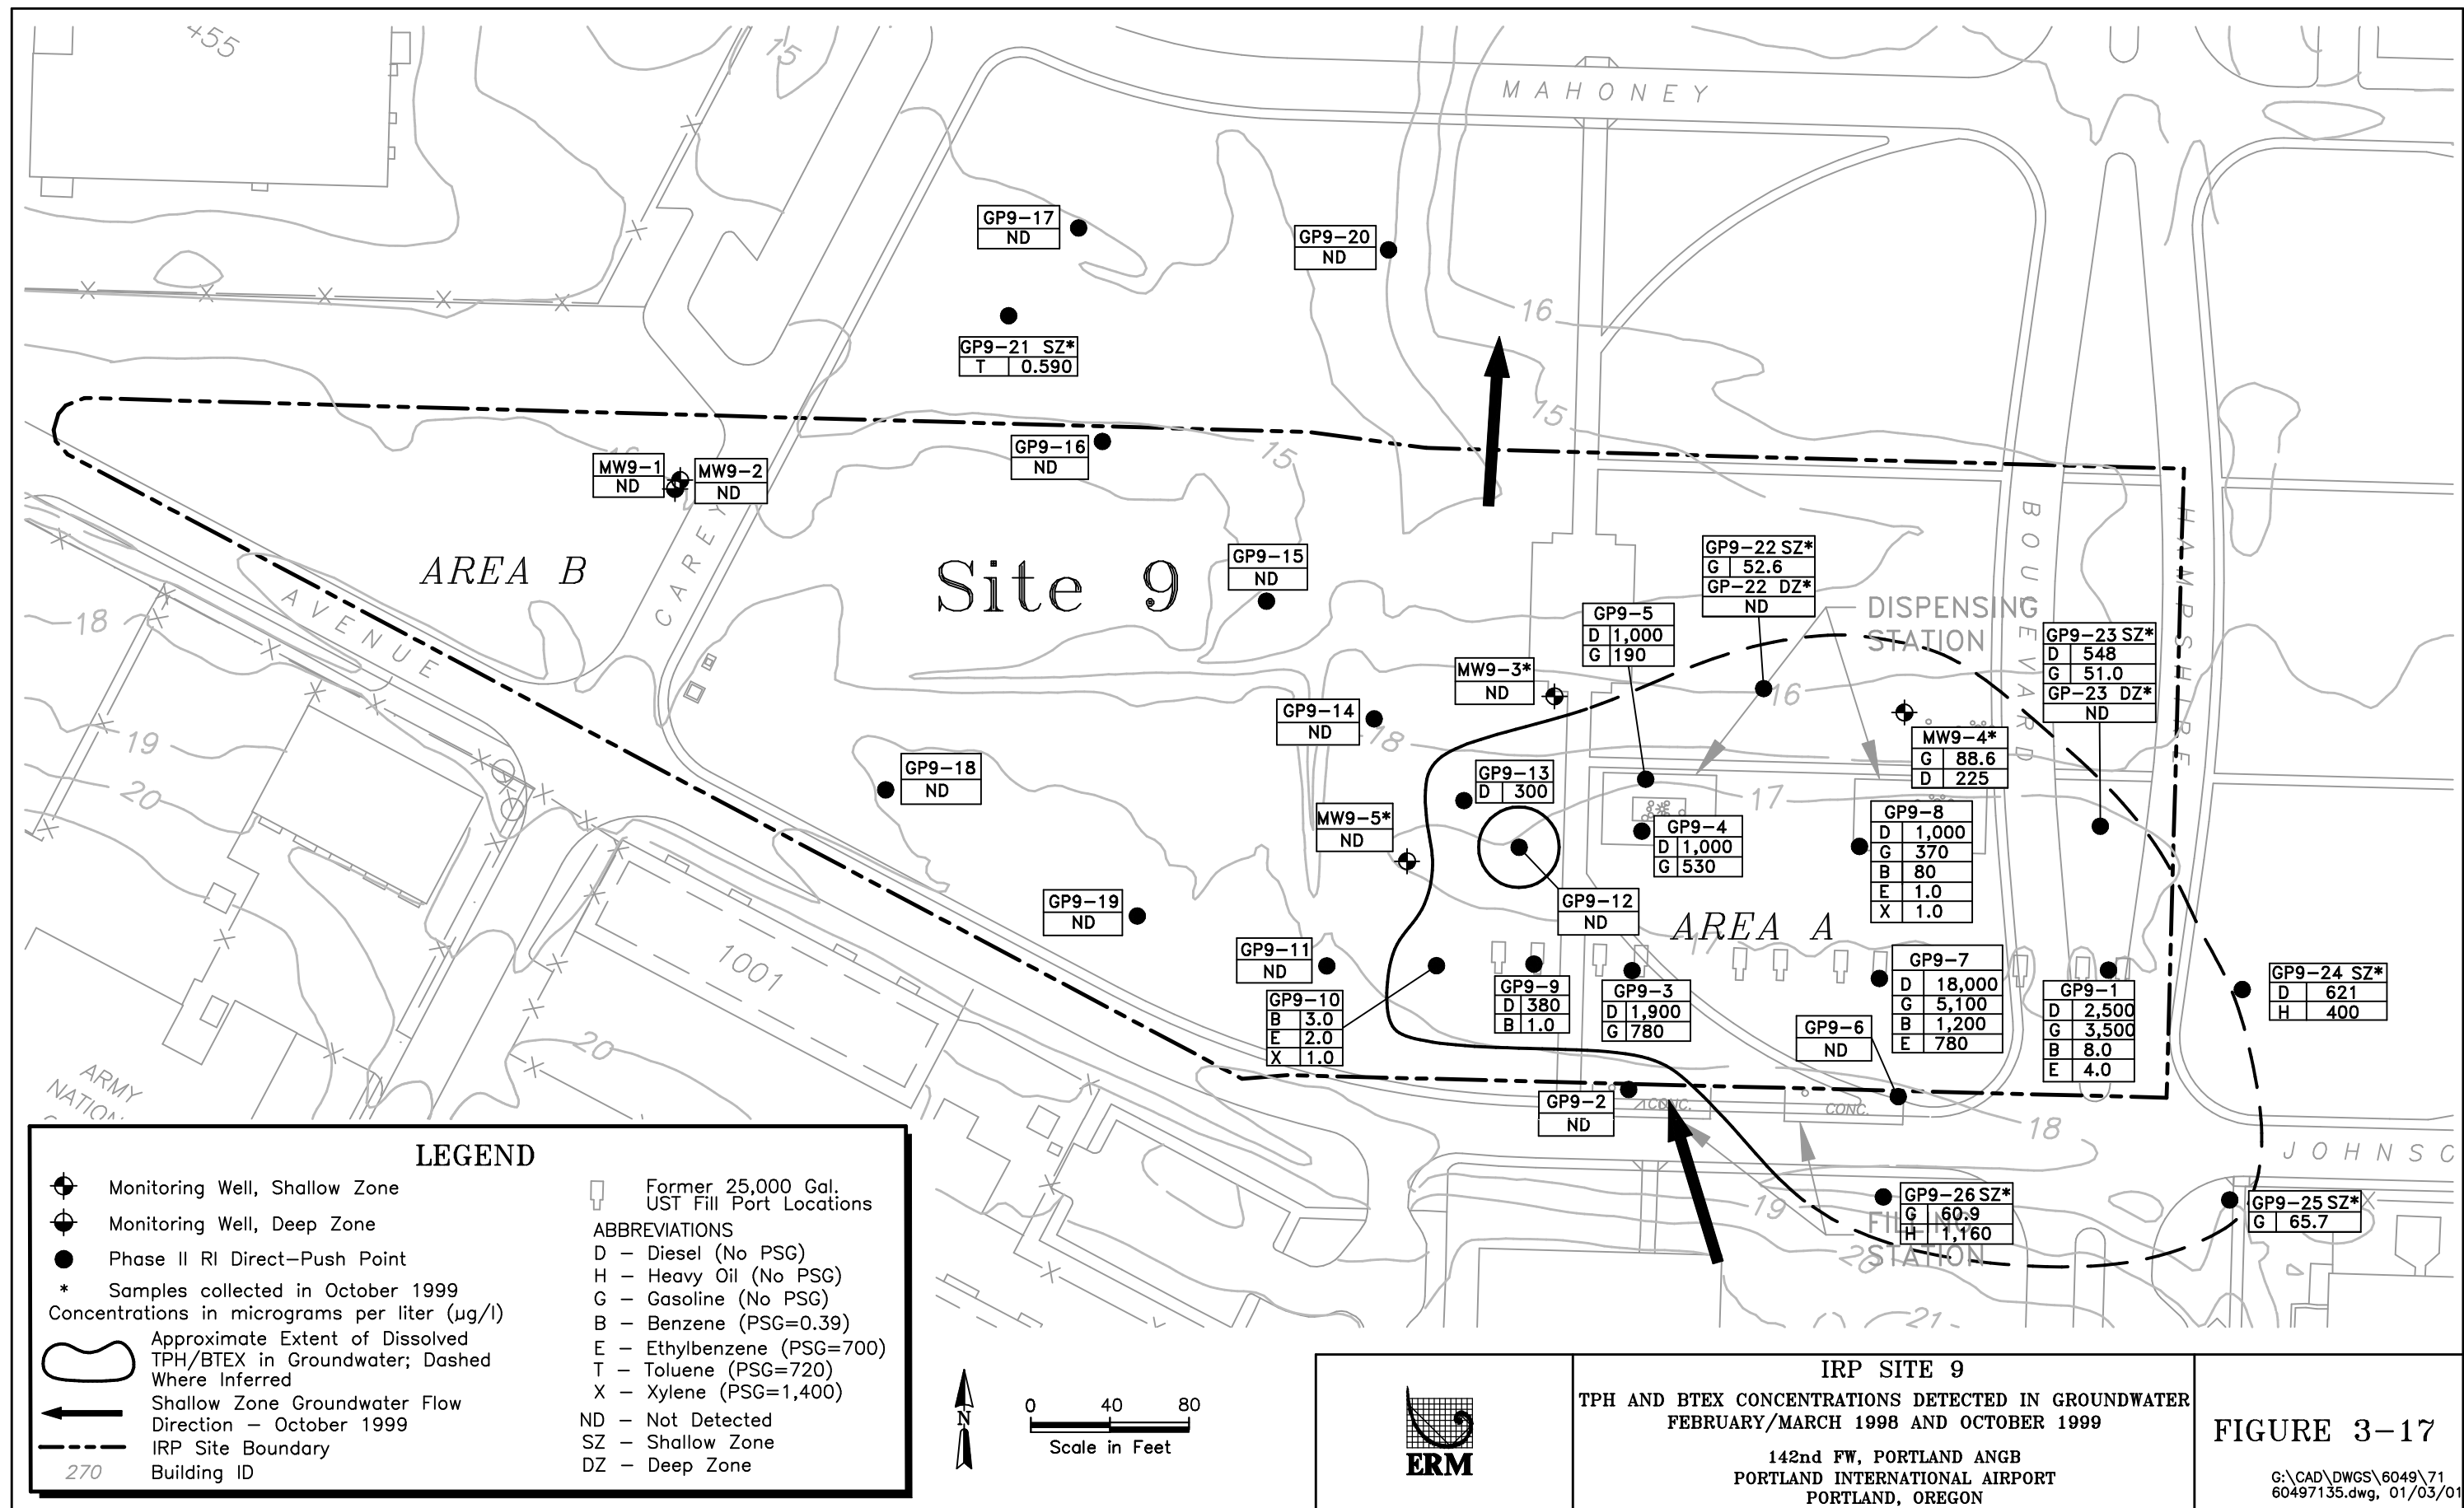 455
15
MAHONEY
GP9-17
ND
GP9-20
ND
16
GP9-21 SZ*
T 0.590
15
GP9-16
ND
15
MW9-1
ND
MW9-2
ND
CAREY
AREA B
Site 9
GP9-15
ND
AVENUE
18
BOULEVARD
HAMPSHIRE
GP9-22 SZ*
G 52.6
GP-22 DZ*
ND
DISPENSING
STATION
GP9-5
D 1,000
G 190
GP9-23 SZ*
D 548
G 51.0
GP-23 DZ*
ND
MW9-3*
ND
16
GP9-14
ND
18
19
MW9-4*
G 88.6
D 225
GP9-18
ND
GP9-13
D 300
17
20
MW9-5*
ND
GP9-4
D 1,000
G 530
GP9-8
D 1,000
G 370
B 80
E 1.0
X 1.0
GP9-19
ND
GP9-12
ND
AREA A
17
1001
GP9-11
ND
GP9-10
B 3.0
E 2.0
X 1.0
GP9-9
D 380
B 1.0
GP9-3
D 1,900
G 780
GP9-7
D 18,000
G 5,100
B 1,200
E 780
GP9-1
D 2,500
G 3,500
B 8.0
E 4.0
GP9-24 SZ*
D 621
H 400
GP9-6
ND
20
ARMY
NATION
GP9-2
ND
CONC.
CONC.
18
JOHNSO
GP9-26 SZ*
G 60.9
H 1,160
GP9-25 SZ*
G 65.7
19
FILLING
STATION
20
21
LEGEND
Monitoring Well, Shallow Zone
Monitoring Well, Deep Zone
Phase II RI Direct-Push Point
* Samples collected in October 1999
Concentrations in micrograms per liter (µg/l)
Approximate Extent of Dissolved
TPH/BTEX in Groundwater; Dashed
Where Inferred
Shallow Zone Groundwater Flow
Direction - October 1999
IRP Site Boundary
270 Building ID
Former 25,000 Gal.
UST Fill Port Locations
ABBREVIATIONS
D - Diesel (No PSG)
H - Heavy Oil (No PSG)
G - Gasoline (No PSG)
B - Benzene (PSG=0.39)
E - Ethylbenzene (PSG=700)
T - Toluene (PSG=720)
X - Xylene (PSG=1,400)
ND - Not Detected
SZ - Shallow Zone
DZ - Deep Zone
N
0 40 80
Scale in Feet
ERM
IRP SITE 9
TPH AND BTEX CONCENTRATIONS DETECTED IN GROUNDWATER
FEBRUARY/MARCH 1998 AND OCTOBER 1999
142nd FW, PORTLAND ANGB
PORTLAND INTERNATIONAL AIRPORT
PORTLAND, OREGON
FIGURE 3-17
G:\CAD\DWGS\6049\71
60497135.dwg, 01/03/01